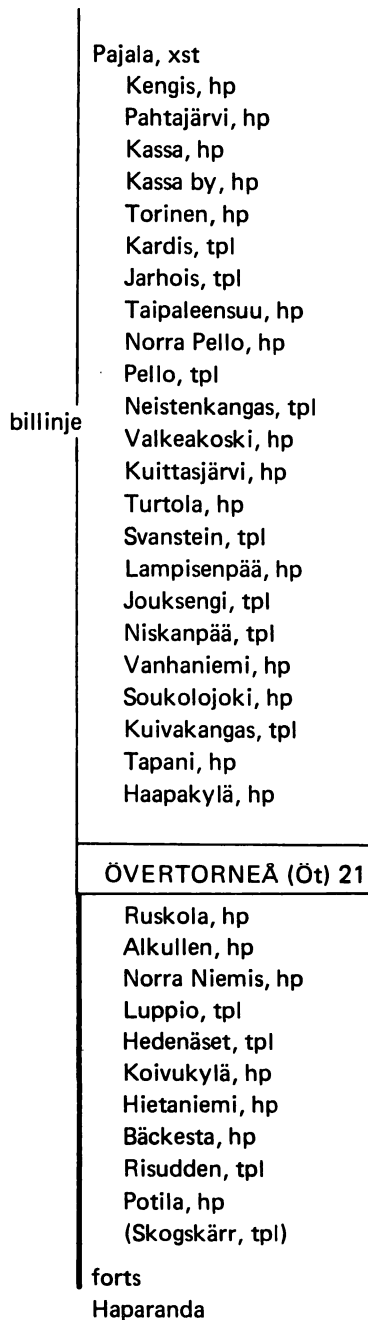 Pajala, xst
Kengis, hp
Pahtajärvi, hp
Kassa, hp
Kassa by, hp
Torinen, hp
Kardis, tpl
Jarhois, tpl
Taipaleensuu, hp
Norra Pello, hp
Pello, tpl
Neistenkangas, tpl
billinje
Valkeakoski, hp
Kuittasjärvi, hp
Turtola, hp
Svanstein, tpl
Lampisenpää, hp
Jouksengi, tpl
Niskanpää, tpl
Vanhaniemi, hp
Soukolojoki, hp
Kuivakangas, tpl
Tapani, hp
Haapakylä, hp
ÖVERTORNEÅ (Öt) 21
Ruskola, hp
Alkullen, hp
Norra Niemis, hp
Luppio, tpl
Hedenäset, tpl
Koivukylä, hp
Hietaniemi, hp
Bäckesta, hp
Risudden, tpl
Potila, hp
(Skogskärr, tpl)
forts
Haparanda